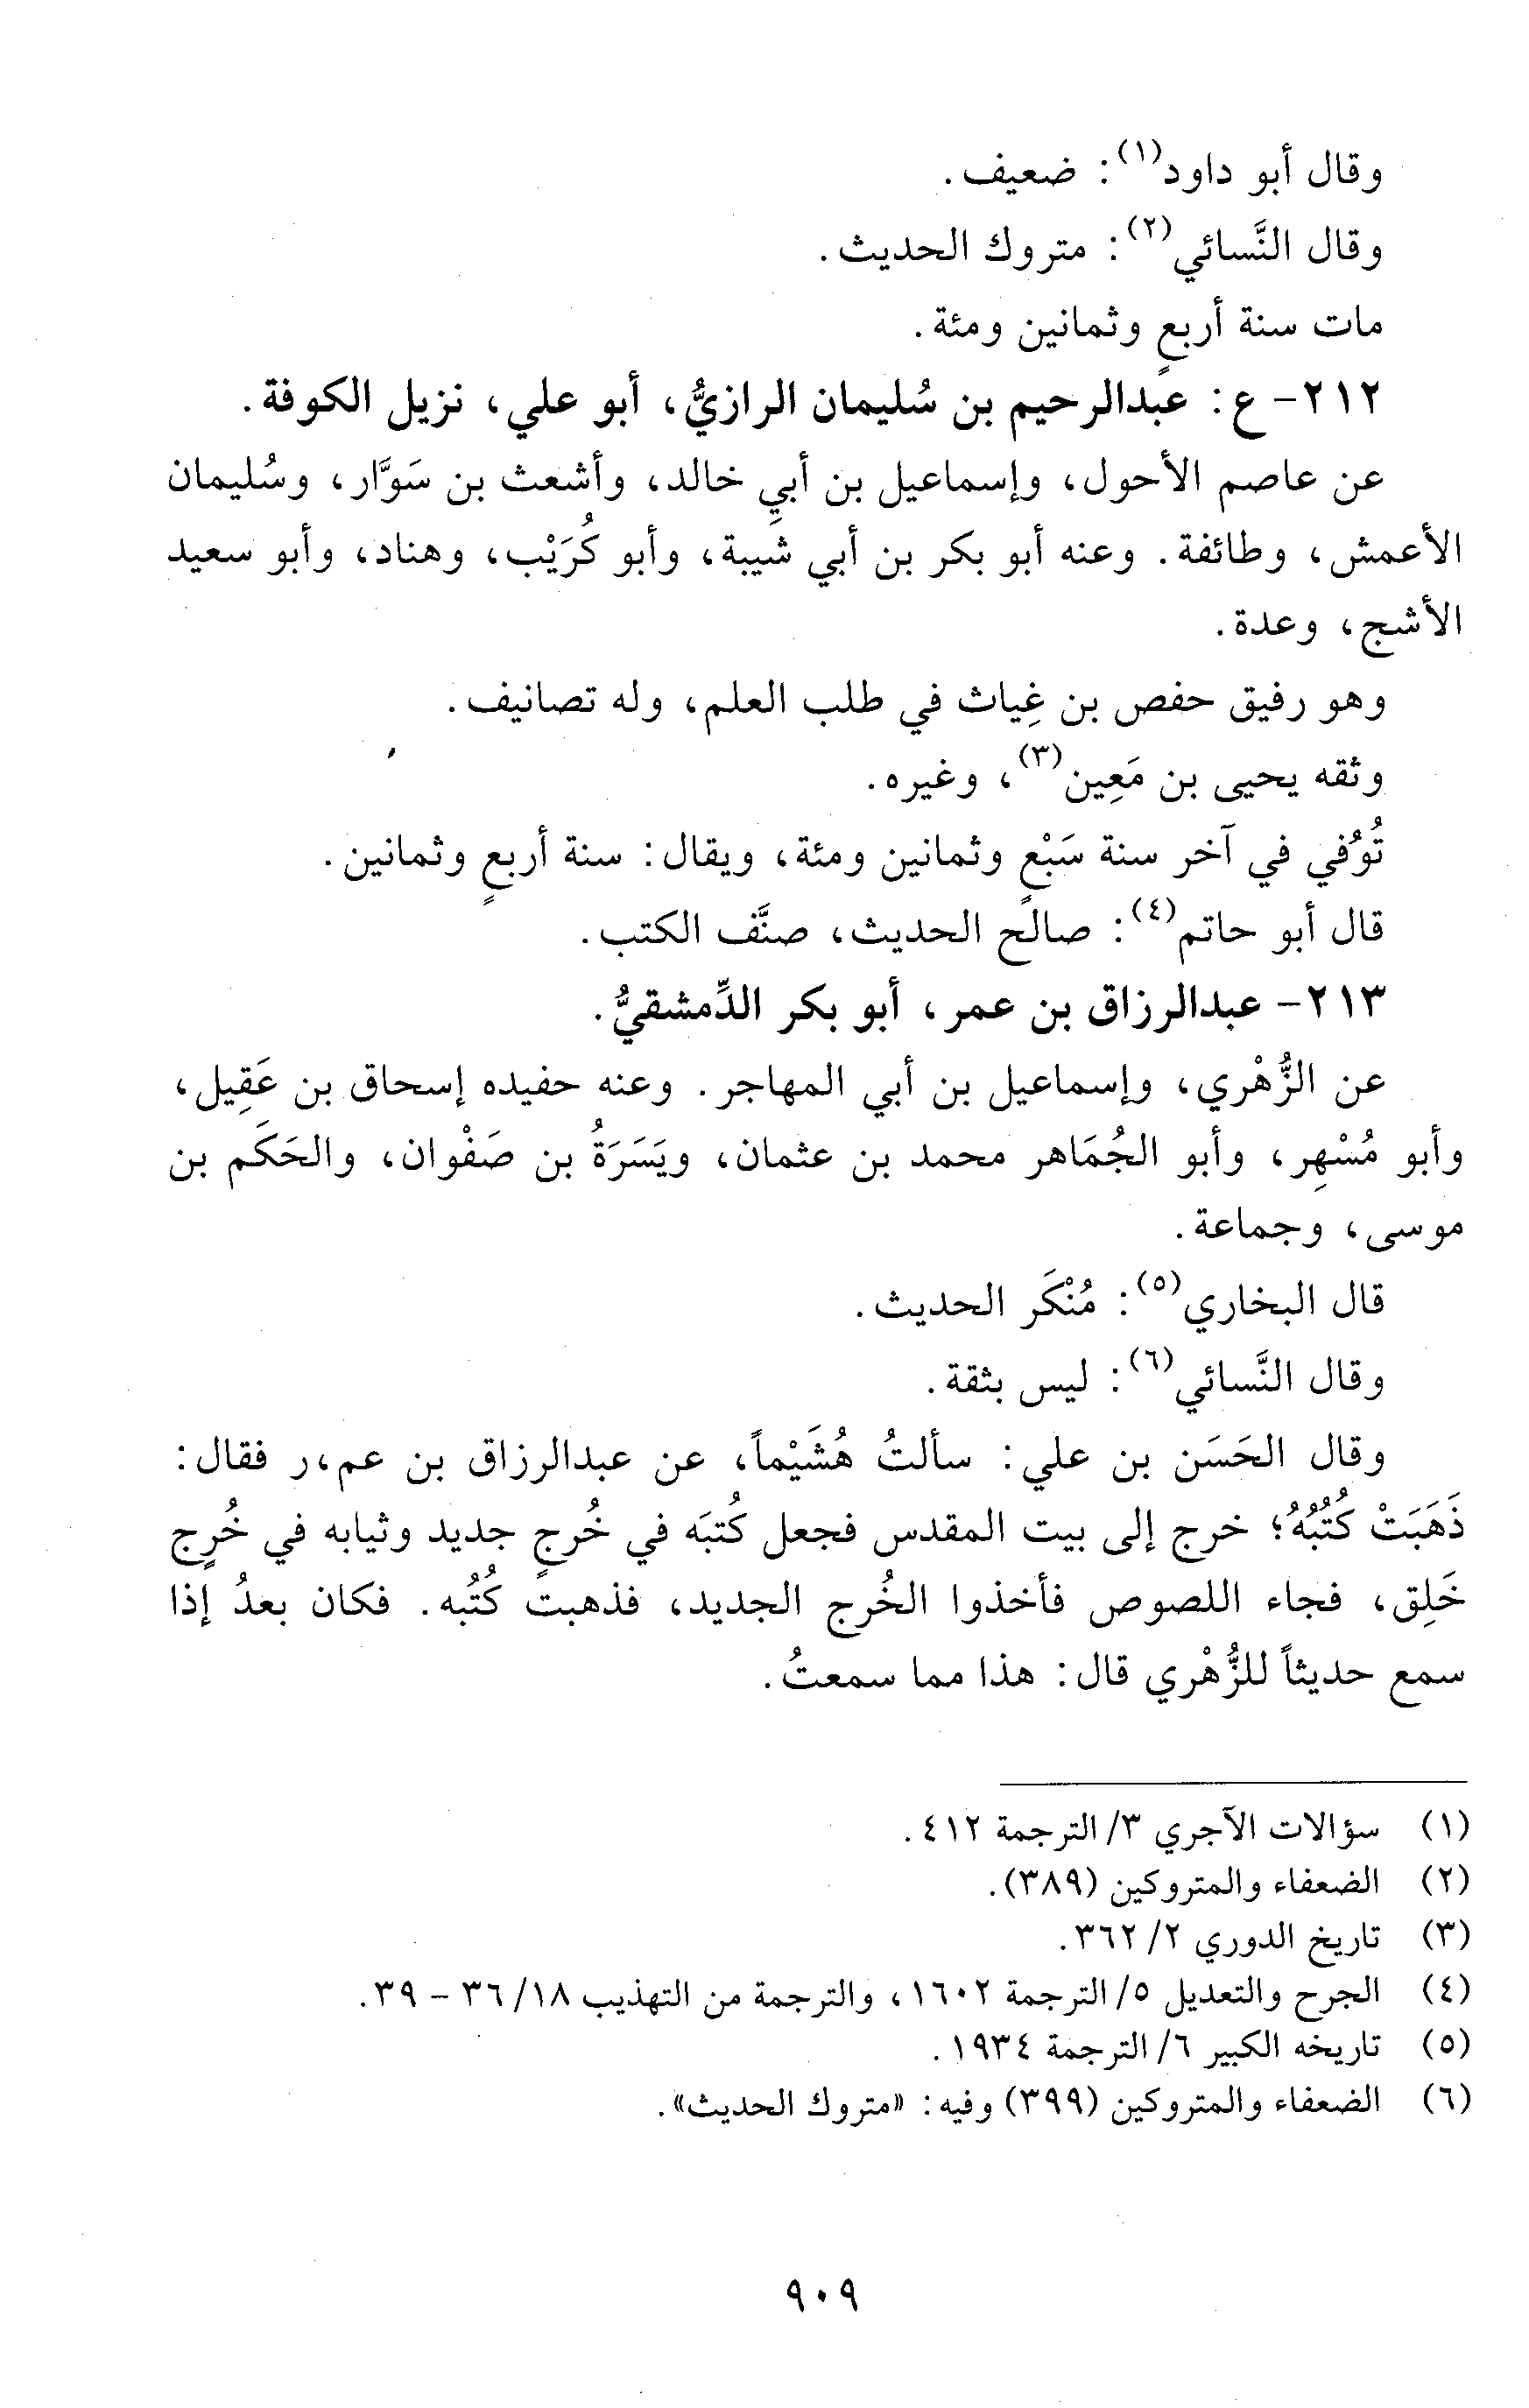 وقال أبو داود(١): ضعيف.
وقال النَّسائي(٢): متروك الحديث.
مات سنة أربعٍ وثمانين ومئة.
٢١٢- ع: عبدالرحيم بن سُليمان الرازيُّ، أبو علي، نزيل الكوفة.
عن عاصم الأحول، وإسماعيل بن أبي خالد، وأشعث بن سَوَّار، وسُليمان
الأعمش، وطائفة. وعنه أبو بكر بن أبي شَيبة، وأبو كُرَيْب، وهناد، وأبو سعيد
الأشج، وعدة.
وهو رفيق حفص بن غِياث في طلب العلم، وله تصانيف.
وثقه يحيى بن مَعِين(٣)، وغيره.
تُوُفي في آخر سنة سَبْعٍ وثمانين ومئة، ويقال: سنة أربعٍ وثمانين.
قال أبو حاتم(٤): صالح الحديث، صنَّف الكتب.
٢١٣- عبدالرزاق بن عمر، أبو بكر الدِّمشقيُّ.
عن الزُّهْري، وإسماعيل بن أبي المهاجر. وعنه حفيده إسحاق بن عَقِيل،
وأبو مُسْهِر، وأبو الجُمَاهر محمد بن عثمان، ويَسَرَةُ بن صَفْوان، والحَكَم بن
موسى، وجماعة.
قال البخاري(٥): مُنْكَر الحديث.
وقال النَّسائي(٦): ليس بثقة.
وقال الحَسَن بن علي: سألتُ هُشَيْماً، عن عبدالرزاق بن عم،ر فقال:
ذَهَبَتْ كُتُبُهُ؛ خرج إلى بيت المقدس فجعل كُتبَه في خُرجٍ جديد وثيابه في خُرجٍ
خَلِق، فجاء اللصوص فأخذوا الخُرج الجديد، فذهبت كُتُبه. فكان بعدُ إذا
سمع حديثاً للزُّهْري قال: هذا مما سمعتُ.
(١) سؤالات الآجري ٣/ الترجمة ٤١٢.
(٢) الضعفاء والمتروكين (٣٨٩).
(٣) تاريخ الدوري ٢/ ٣٦٢.
(٤) الجرح والتعديل ٥/ الترجمة ١٦٠٢، والترجمة من التهذيب ١٨/ ٣٦ - ٣٩.
(٥) تاريخه الكبير ٦/ الترجمة ١٩٣٤.
(٦) الضعفاء والمتروكين (٣٩٩) وفيه: «متروك الحديث».
٩٠٩